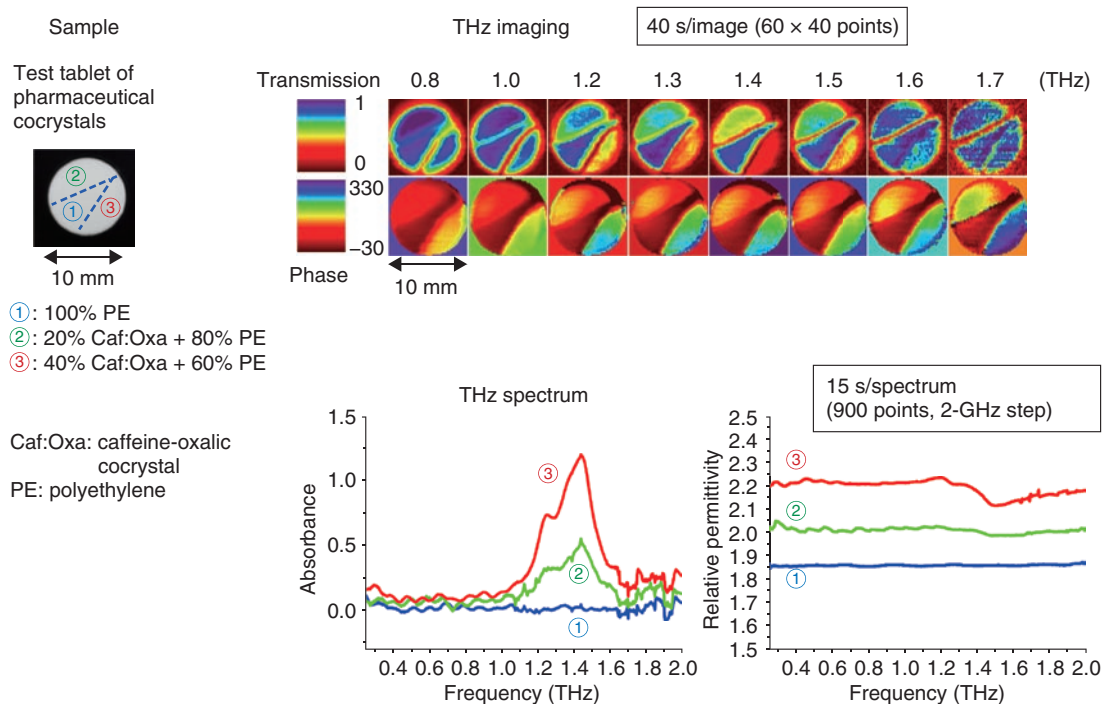 Sample
Test tablet of
pharmaceutical
cocrystals
②
①
③
10 mm
①: 100% PE
②: 20% Caf:Oxa + 80% PE
③: 40% Caf:Oxa + 60% PE
Caf:Oxa: caffeine-oxalic
cocrystal
PE: polyethylene
THz imaging
40 s/image (60 × 40 points)
Transmission 0.8 1.0 1.2 1.3 1.4 1.5 1.6 1.7 (THz)
1
0
330
−30
Phase
10 mm
THz spectrum
1.5
1.0
0.5
0.0
Absorbance
③
②
①
0.4 0.6 0.8 1.0 1.2 1.4 1.6 1.8 2.0
Frequency (THz)
15 s/spectrum
(900 points, 2-GHz step)
2.5
2.4
2.3
2.2
2.1
2.0
1.9
1.8
1.7
1.6
1.5
Relative permittivity
③
②
①
0.4 0.6 0.8 1.0 1.2 1.4 1.6 1.8 2.0
Frequency (THz)